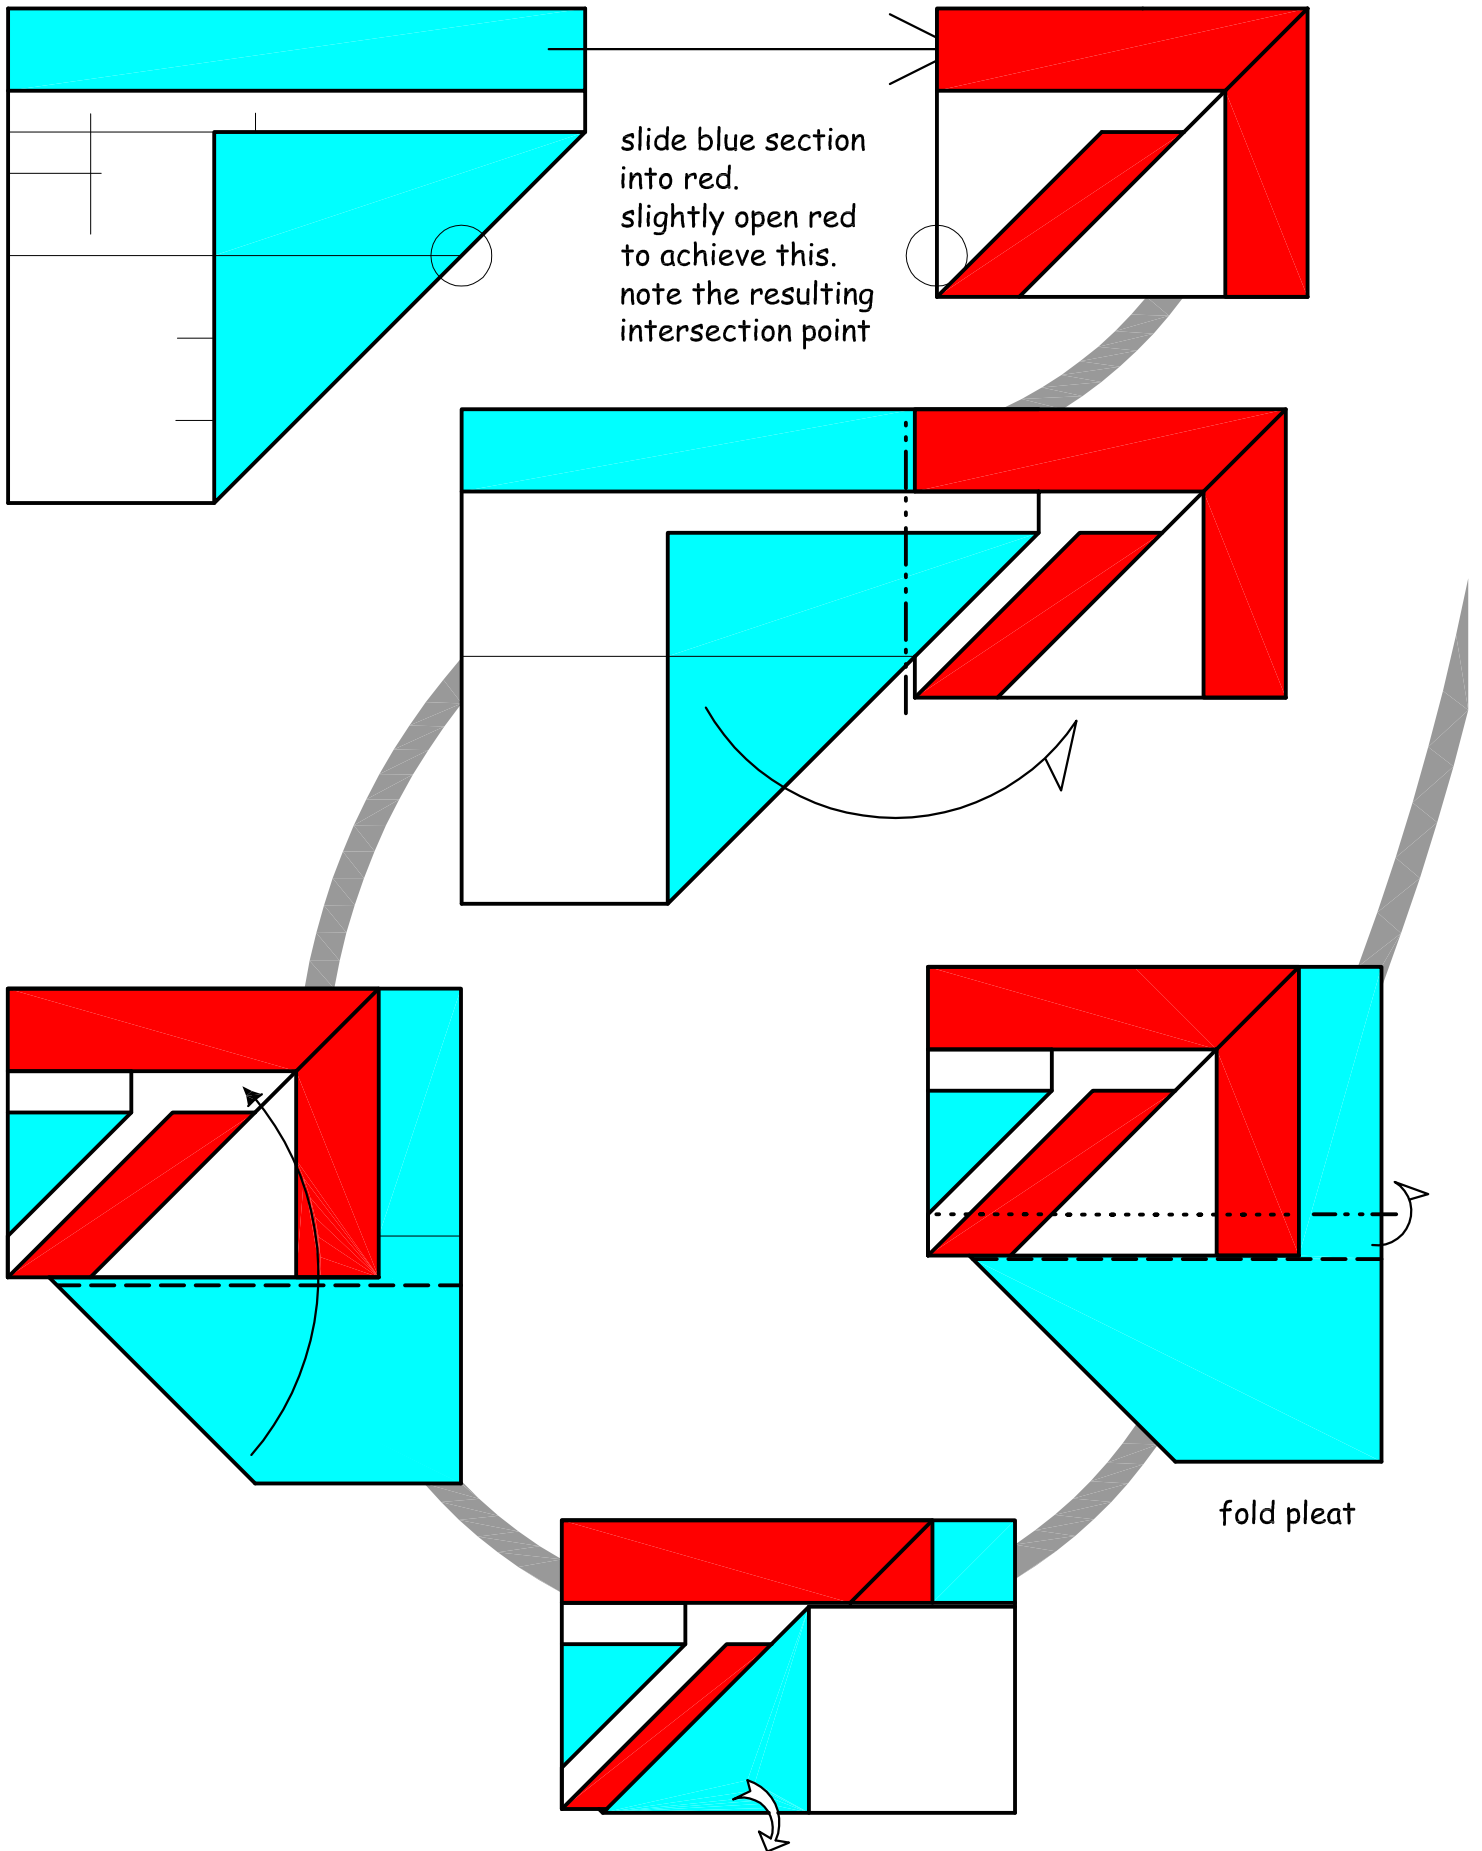 slide blue section
into red.
slightly open red
to achieve this.
note the resulting
intersection point
fold pleat